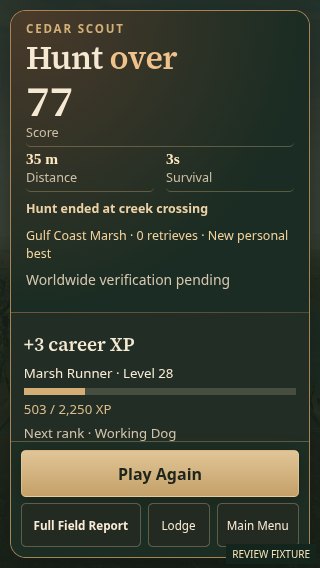 CEDAR SCOUT
Hunt over
77
Score
35 m
Distance
3s
Survival
Hunt ended at creek crossing
Gulf Coast Marsh · 0 retrieves · New personal
best
Worldwide verification pending
+3 career XP
Marsh Runner · Level 28
503 / 2,250 XP
Next rank · Working Dog
Play Again
Full Field Report
Lodge
Main Menu
REVIEW FIXTURE